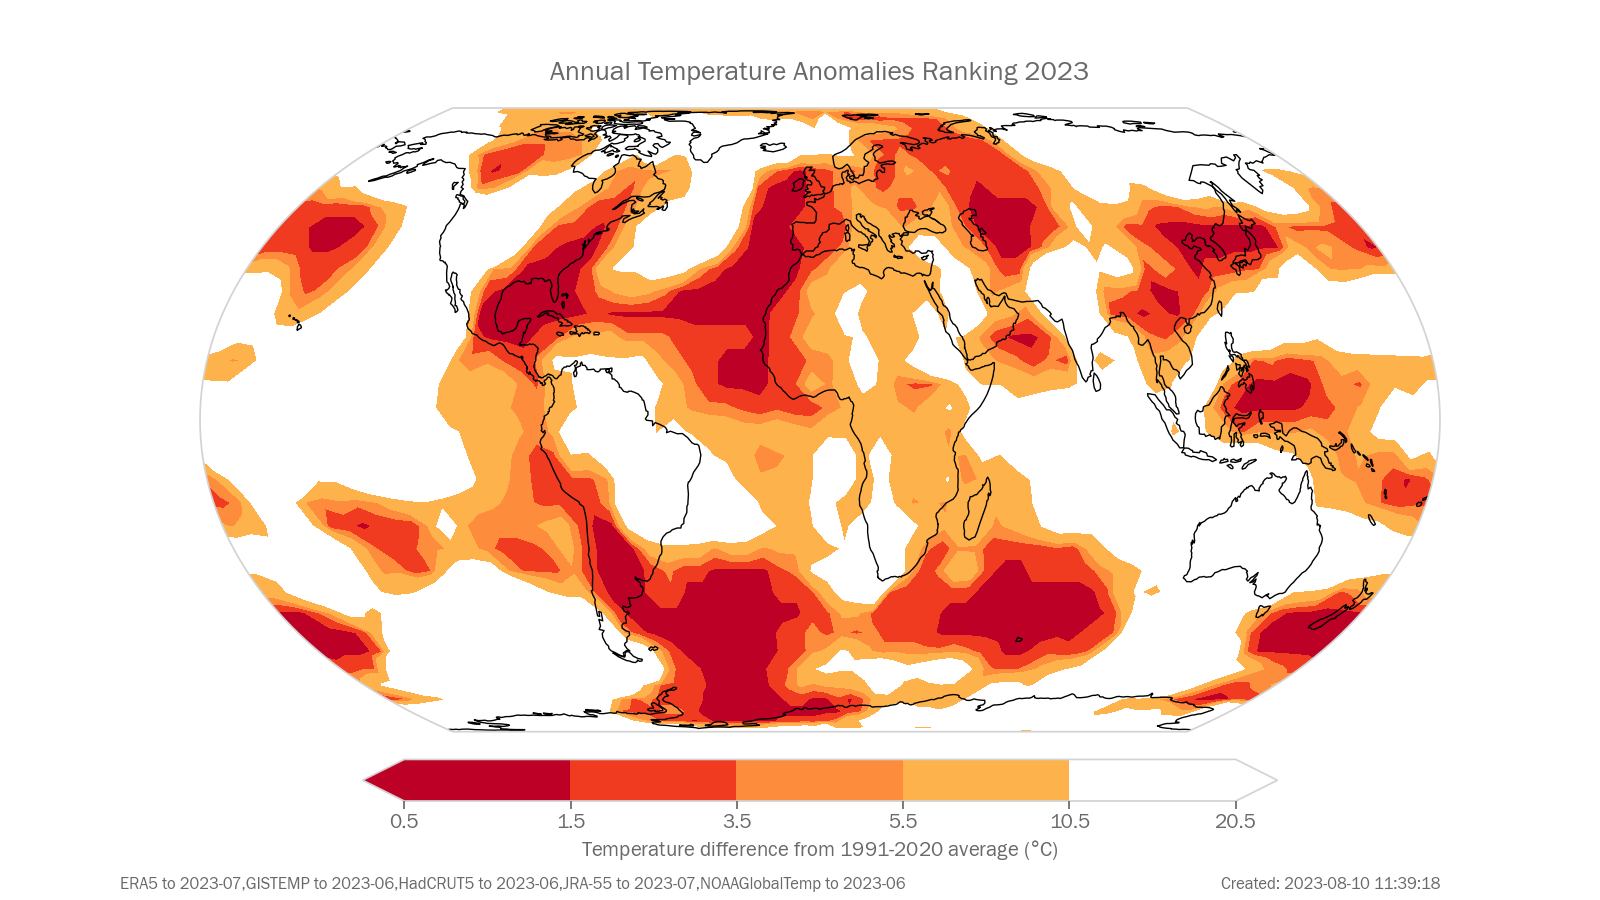 Annual Temperature Anomalies Ranking 2023
0.5 1.5 3.5 5.5 10.5 20.5
Temperature difference from 1991-2020 average (°C)
ERA5 to 2023-07,GISTEMP to 2023-06,HadCRUT5 to 2023-06,JRA-55 to 2023-07,NOAAGlobalTemp to 2023-06
Created: 2023-08-10 11:39:18